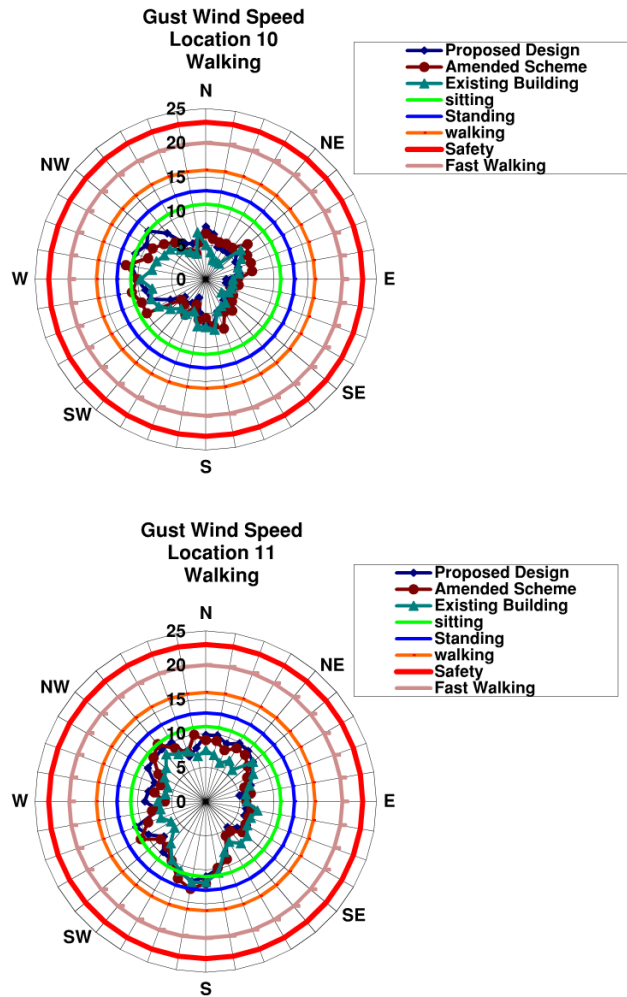 Gust Wind Speed
Location 10
Walking
Proposed Design
Amended Scheme
Existing Building
sitting
Standing
walking
Safety
Fast Walking
N
25
20
15
10
5
0
NE
E
SE
S
SW
W
NW
Gust Wind Speed
Location 11
Walking
Proposed Design
Amended Scheme
Existing Building
sitting
Standing
walking
Safety
Fast Walking
N
25
20
15
10
5
0
NE
E
SE
S
SW
W
NW